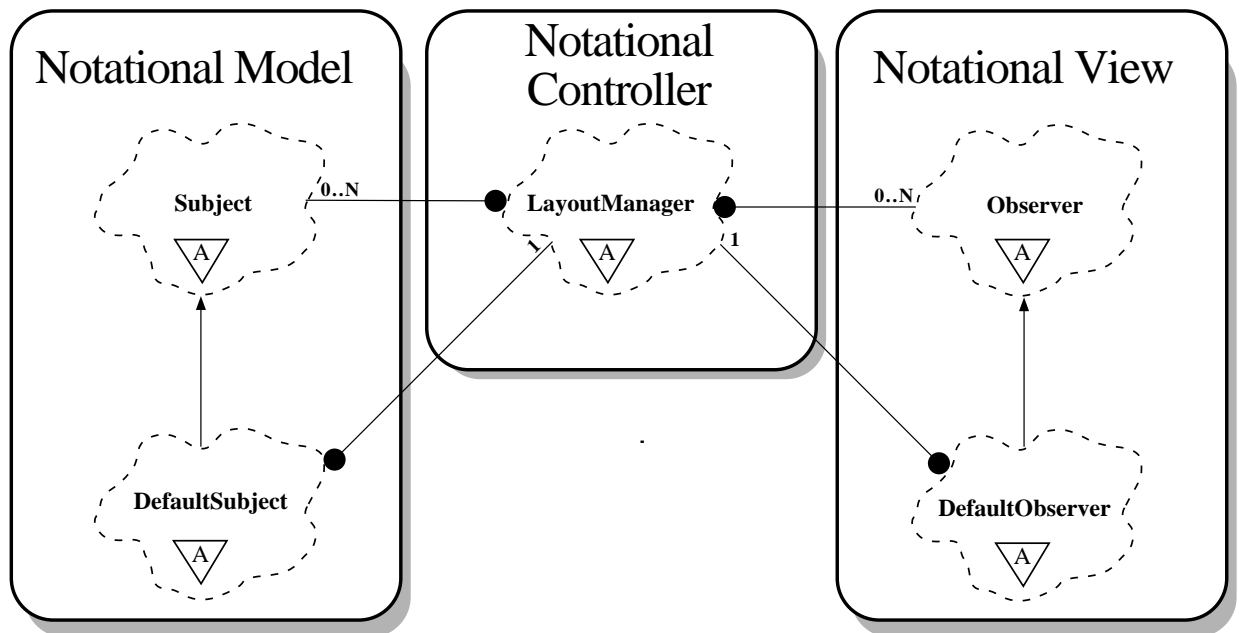 Notational Model
Notational
Controller
Notational View
Subject
0..N
LayoutManager
0..N
Observer
A
1
A
1
A
DefaultSubject
DefaultObserver
A
A